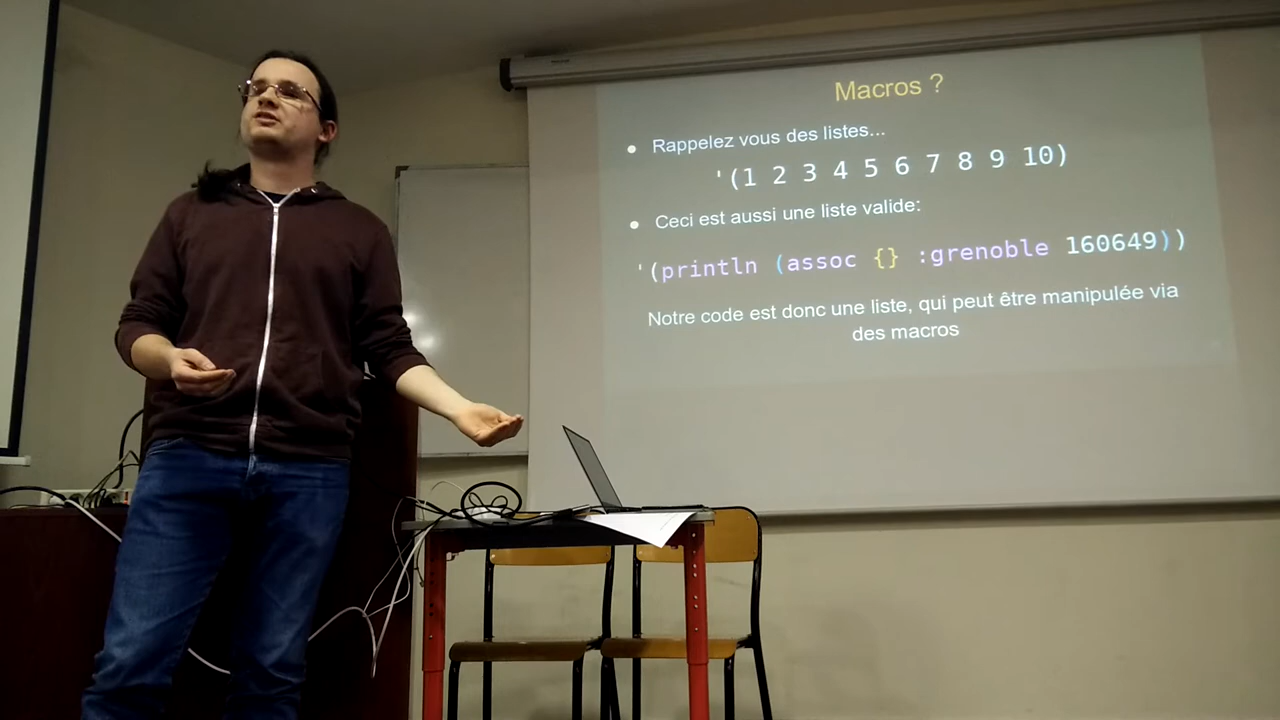 Macros ?
Rappelez vous des listes...
'(1 2 3 4 5 6 7 8 9 10)
Ceci est aussi une liste valide:
'(println (assoc {} :grenoble 160649))
Notre code est donc une liste, qui peut être manipulée via
des macros